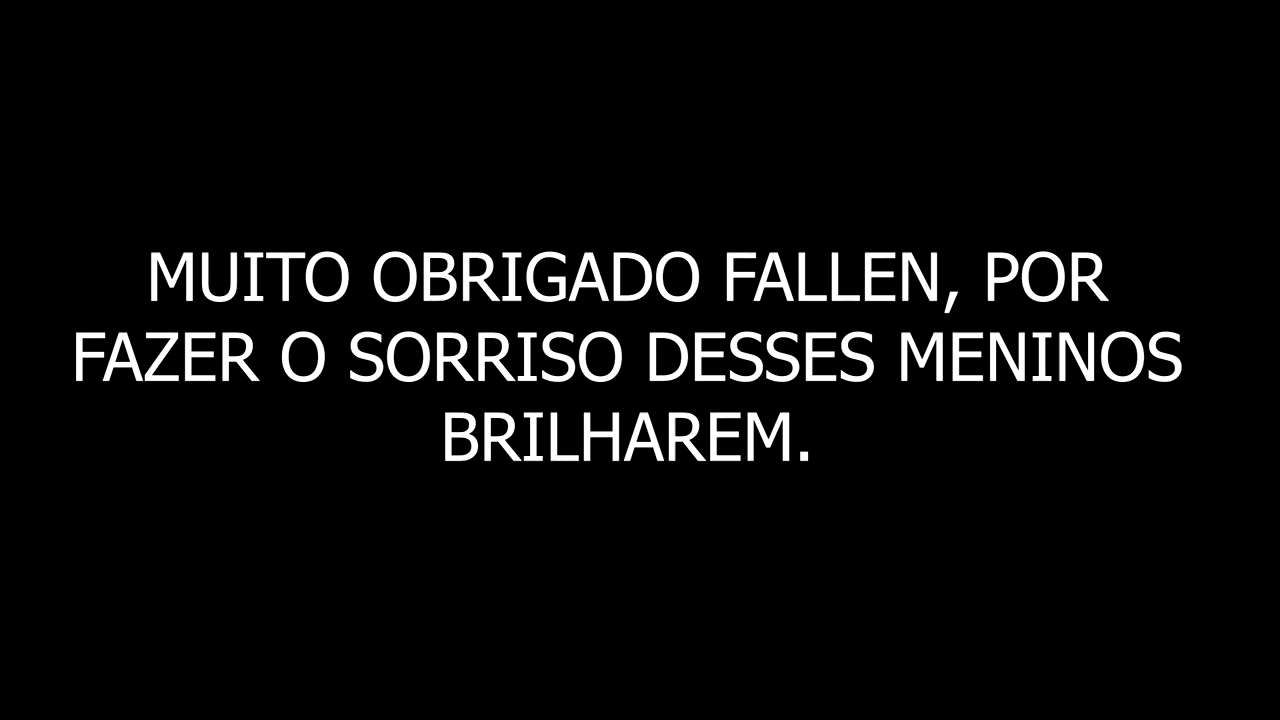 MUITO OBRIGADO FALLEN, POR
FAZER O SORRISO DESSES MENINOS
BRILHAREM.